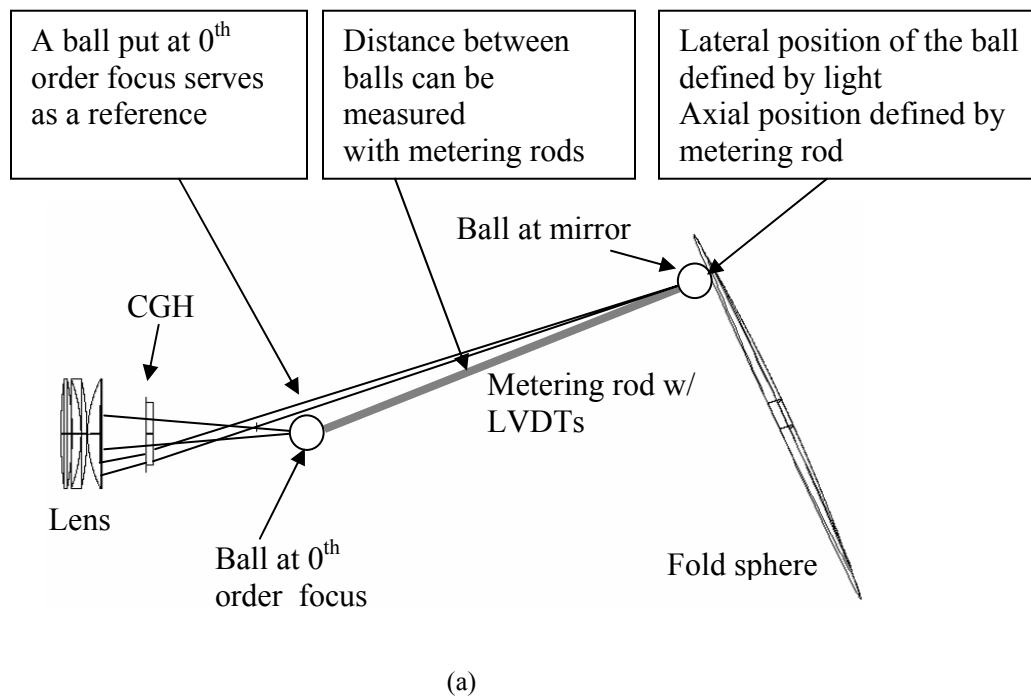 A ball put at 0th
order focus serves
as a reference
Distance between
balls can be
measured
with metering rods
Lateral position of the ball
defined by light
Axial position defined by
metering rod
Ball at mirror
CGH
Metering rod w/
LVDTs
Lens
Ball at 0th
order focus
Fold sphere
(a)